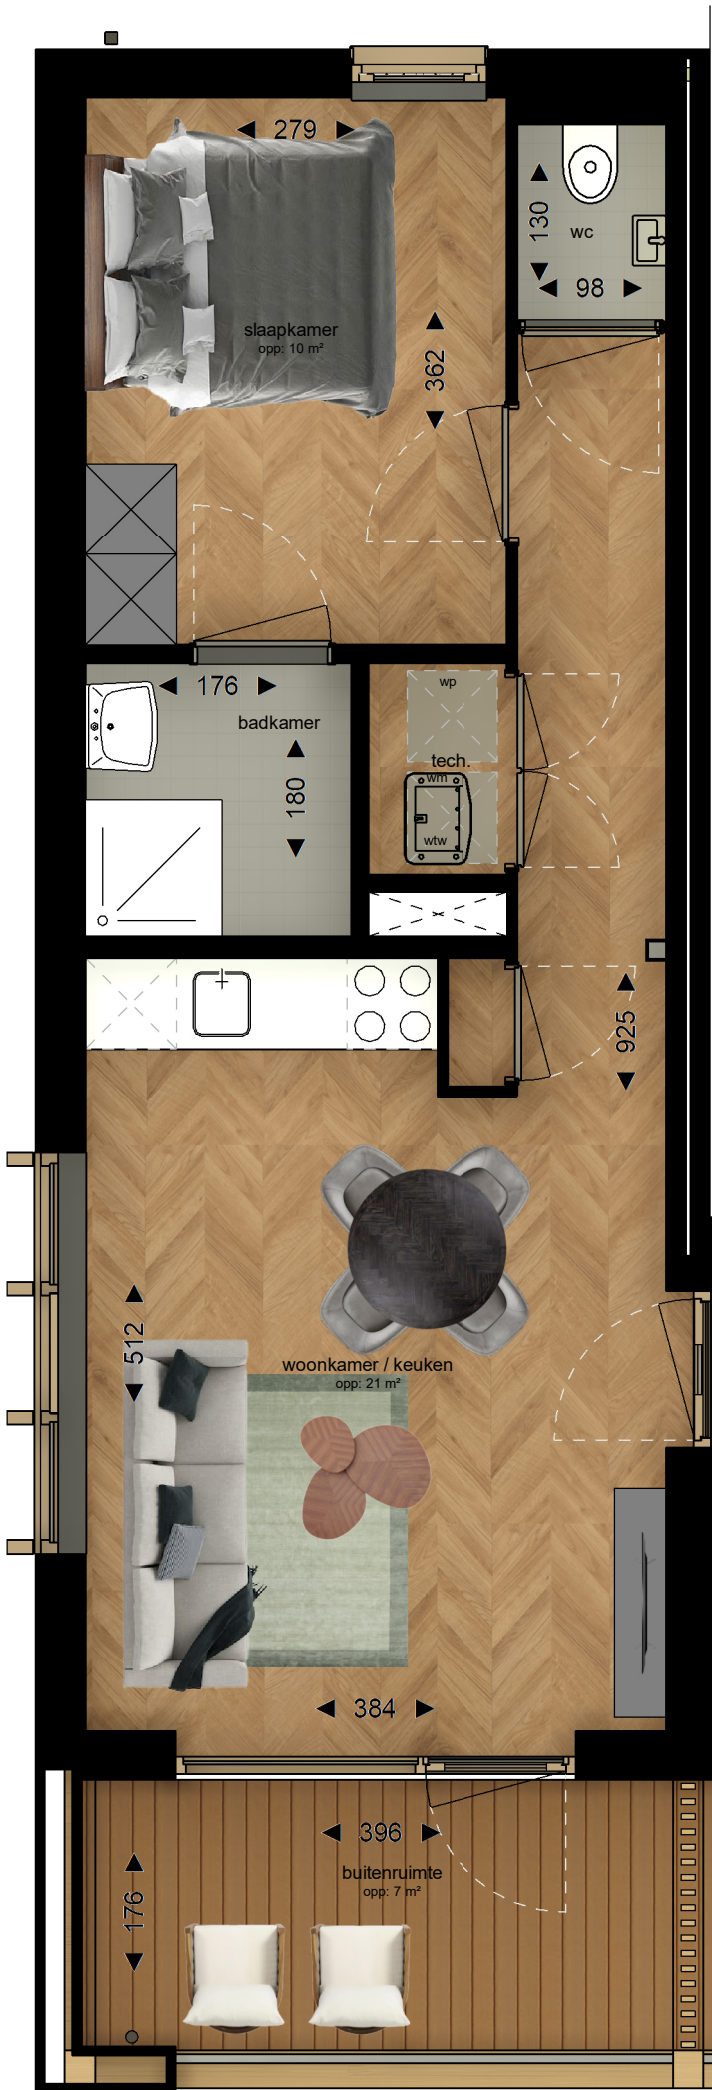 279
130
wc
98
slaapkamer
opp: 10 m²
362
176
badkamer
180
wp
tech.
wm
wtw
925
512
woonkamer / keuken
opp: 21 m²
384
396
buitenruimte
opp: 7 m²
176